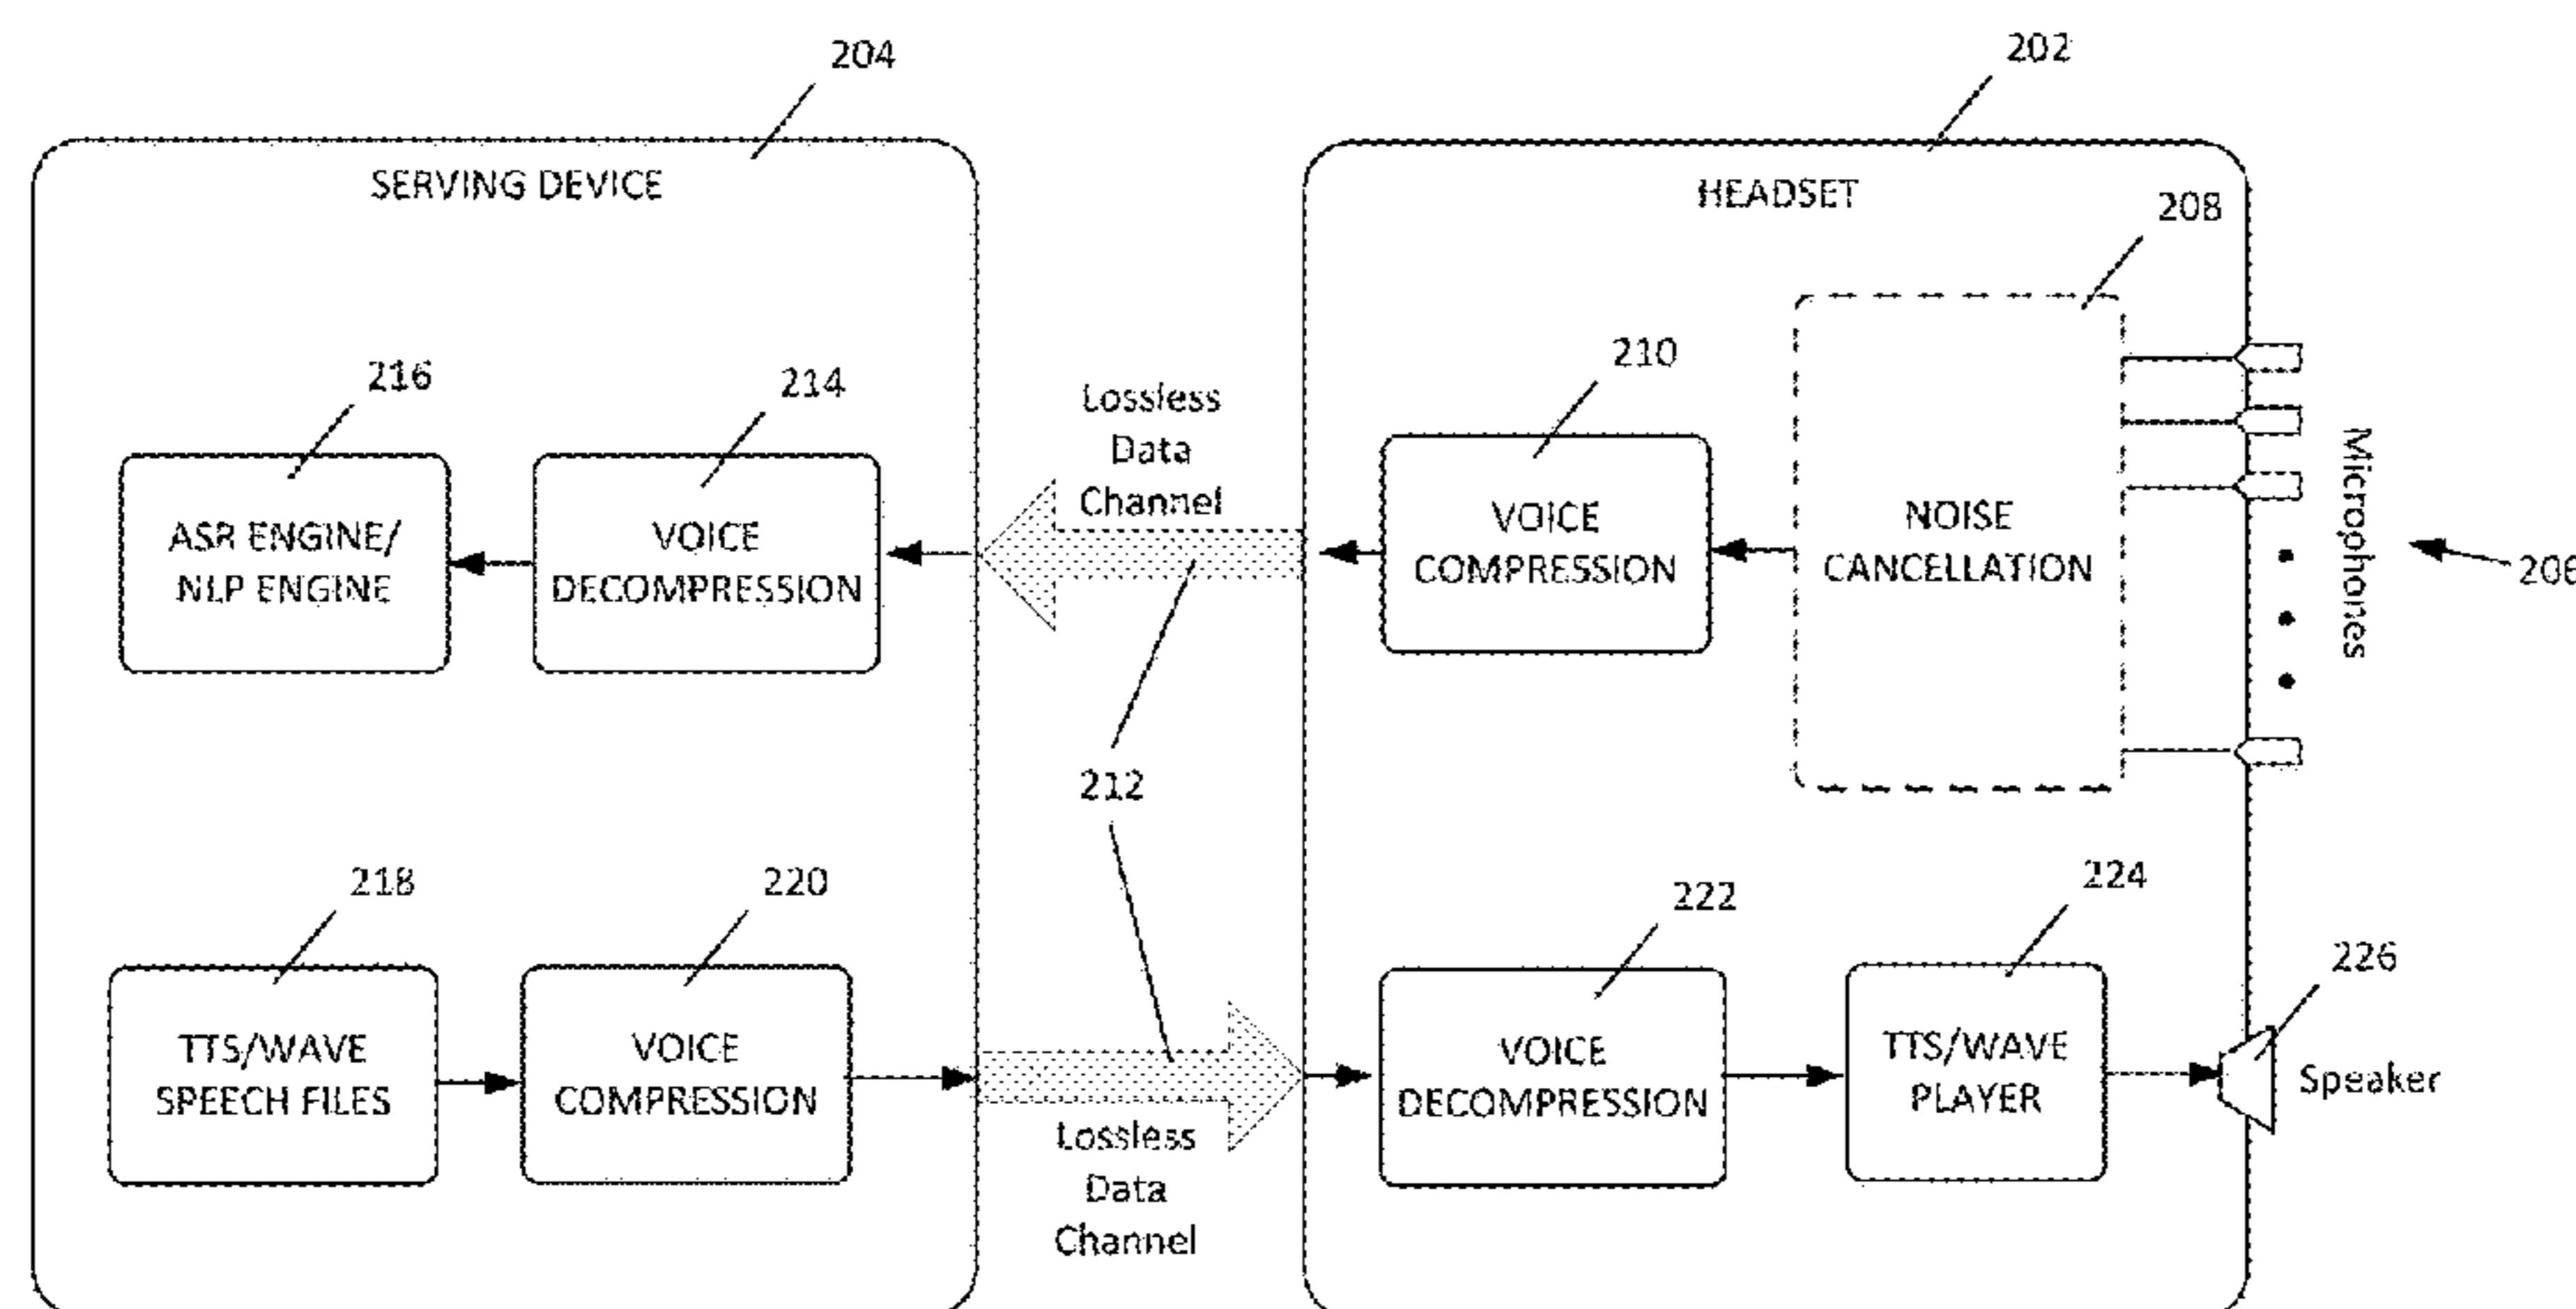 204
202
SERVING DEVICE
HEADSET
208
216
214
Lossless
Data
Channel
210
ASR ENGINE/
NLP ENGINE
VOICE
DECOMPRESSION
VOICE
COMPRESSION
NOISE
CANCELLATION
Microphones
206
212
218
220
222
224
226
TTS/WAVE
SPEECH FILES
VOICE
COMPRESSION
Lossless
Data
Channel
VOICE
DECOMPRESSION
TTS/WAVE
PLAYER
Speaker